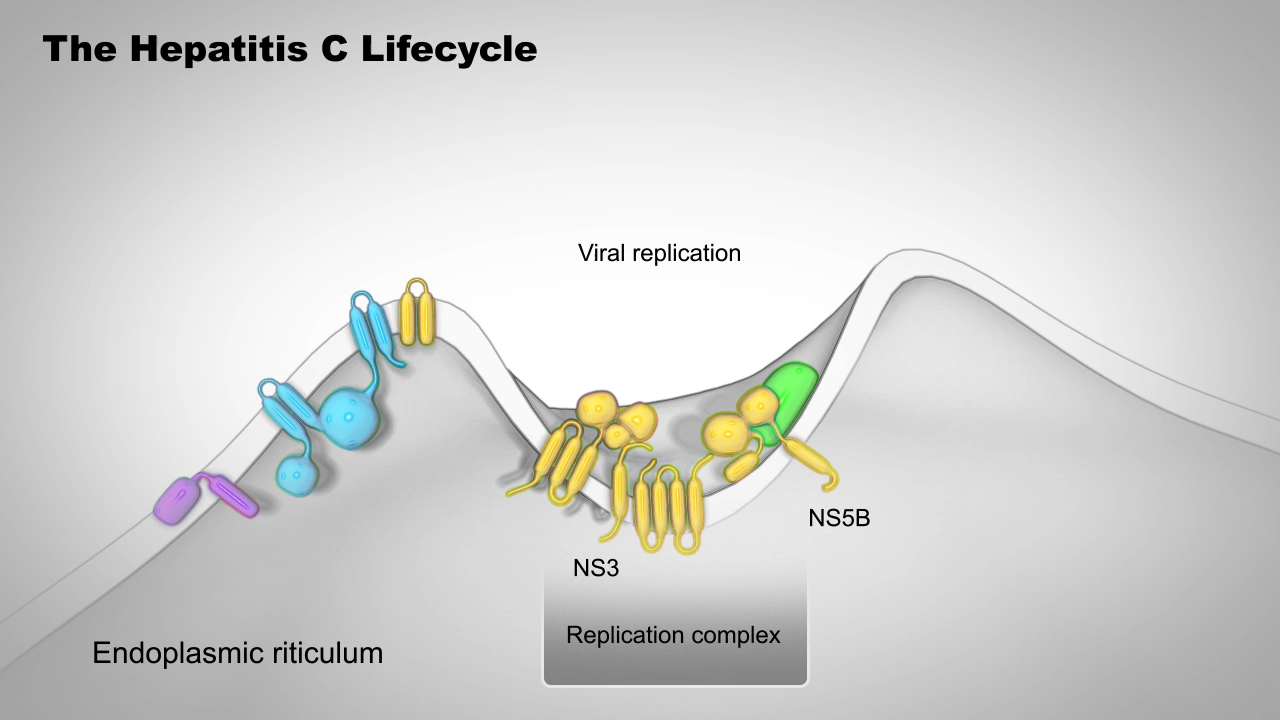 The Hepatitis C Lifecycle
Viral replication
NS5B
NS3
Replication complex
Endoplasmic riticulum